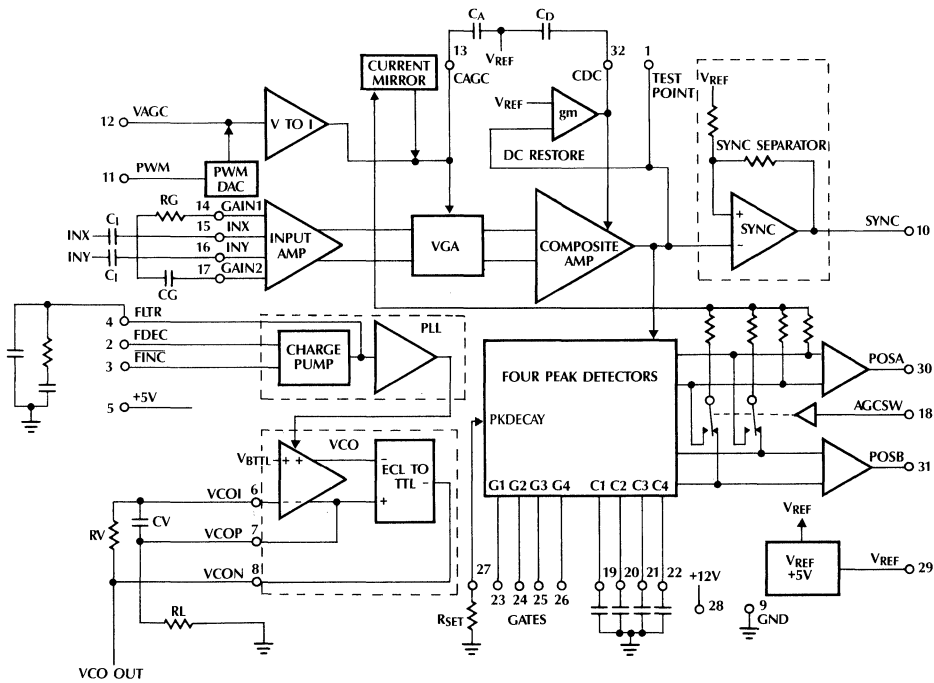 CA
CD
13
VREF
32
1
CURRENT
MIRROR
CAGC
CDC
TEST
POINT
VREF
VREF
gm
DC RESTORE
SYNC SEPARATOR
12
VAGC
V TO I
11
PWM
PWM
DAC
RG
14
GAIN1
CI
15
INX
INX
16
INY
INY
CI
17
GAIN2
CG
INPUT
AMP
VGA
COMPOSITE
AMP
+
SYNC
−
SYNC
10
4
FLTR
2
FDEC
3
FINC
5
+5V
PLL
CHARGE
PUMP
FOUR PEAK DETECTORS
PKDECAY
G1 G2 G3 G4
C1 C2 C3 C4
POSA
30
AGCSW
18
POSB
31
VCO
VBTTL
+ +
− −
−
ECL TO
TTL
+
VCOI
6
CV
RV
VCOP
7
VCON
8
RL
VCO OUT
27
RSET
23
24
25
26
GATES
19
20
21
22
+12V
28
9
GND
VREF
VREF
+5V
VREF
29